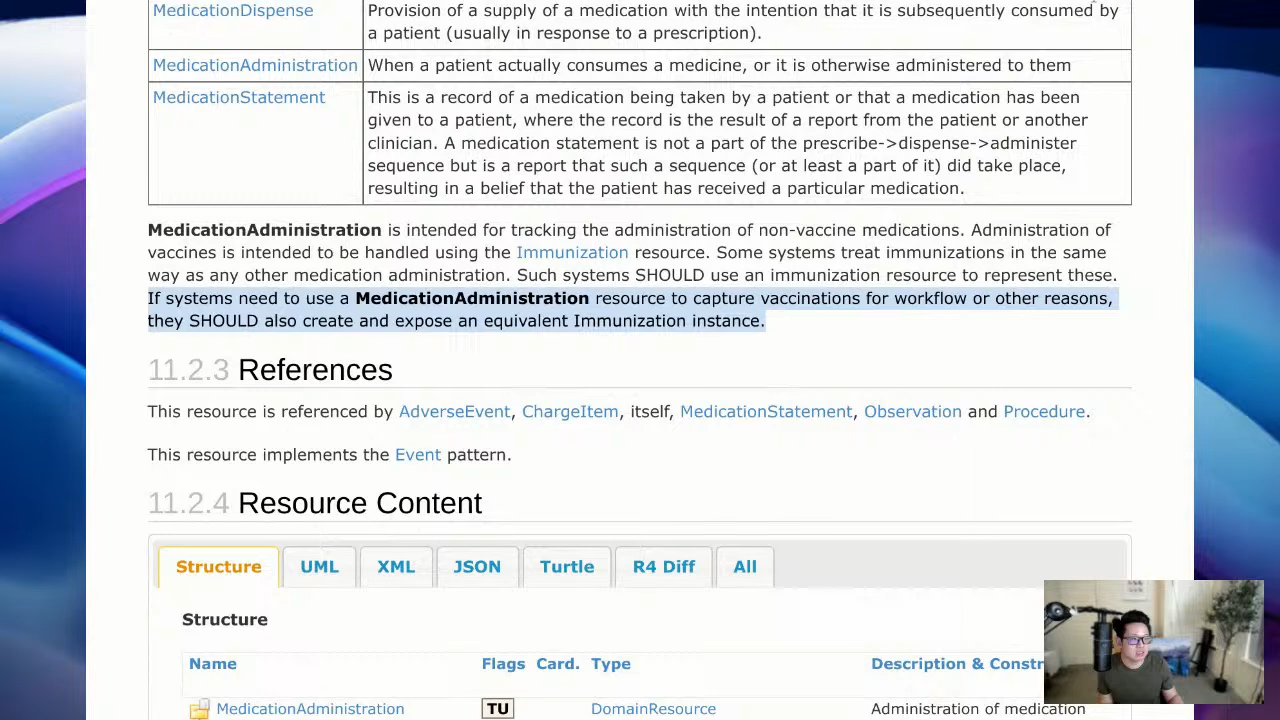 MedicationDispense Provision of a supply of a medication with the intention that it is subsequently consumed by
a patient (usually in response to a prescription).
MedicationAdministration When a patient actually consumes a medicine, or it is otherwise administered to them
MedicationStatement This is a record of a medication being taken by a patient or that a medication has been
given to a patient, where the record is the result of a report from the patient or another
clinician. A medication statement is not a part of the prescribe->dispense->administer
sequence but is a report that such a sequence (or at least a part of it) did take place,
resulting in a belief that the patient has received a particular medication.
MedicationAdministration is intended for tracking the administration of non-vaccine medications. Administration of
vaccines is intended to be handled using the Immunization resource. Some systems treat immunizations in the same
way as any other medication administration. Such systems SHOULD use an immunization resource to represent these.
If systems need to use a MedicationAdministration resource to capture vaccinations for workflow or other reasons,
they SHOULD also create and expose an equivalent Immunization instance.
11.2.3 References
This resource is referenced by AdverseEvent, ChargeItem, itself, MedicationStatement, Observation and Procedure.
This resource implements the Event pattern.
11.2.4 Resource Content
Structure UML XML JSON Turtle R4 Diff All
Structure
Name Flags Card. Type Description & Constr
MedicationAdministration TU DomainResource Administration of medication